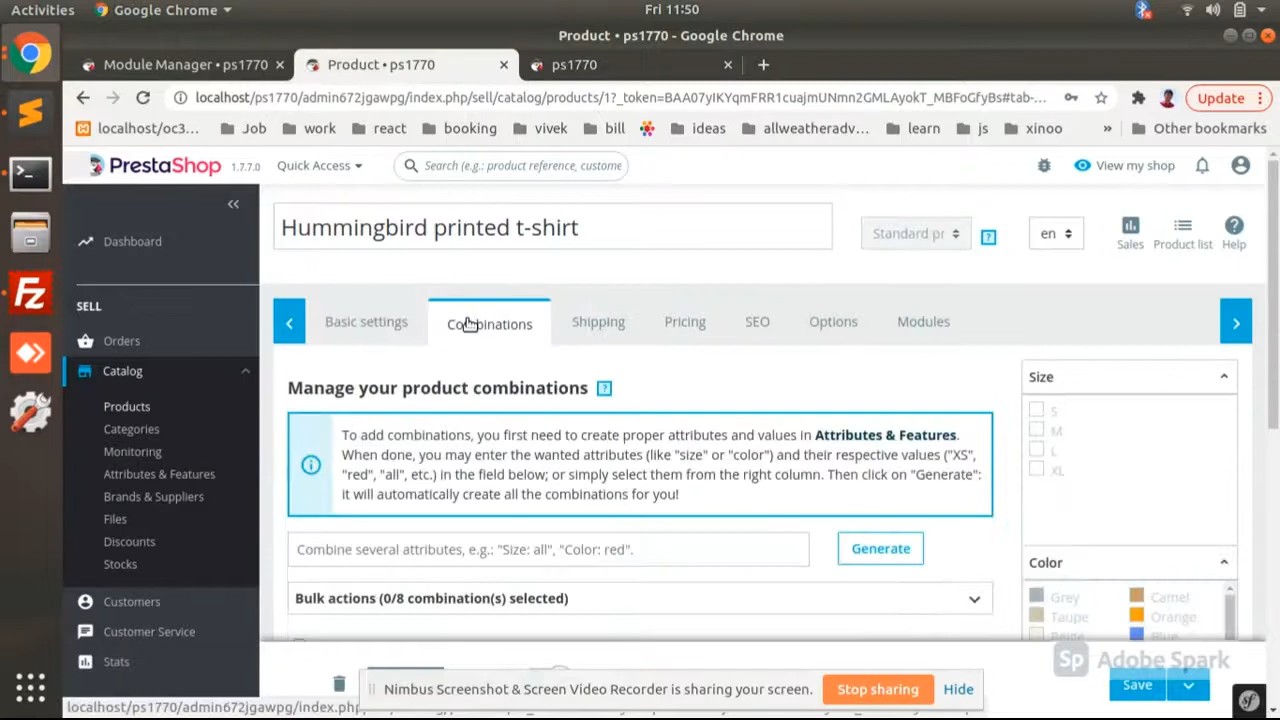 Activities
Google Chrome
Fri 11:50
Product • ps1770 - Google Chrome
Module Manager • ps1770
Product • ps1770
ps1770
localhost/ps1770/admin672jgawpg/index.php/sell/catalog/products/1?_token=BAA07yIKYqmFRR1cuajmUNmn2GMLAyokT_MBFoGfyBs#tab-...
Update
localhost/oc3...
Job
work
react
booking
vivek
bill
ideas
allweatheradv...
learn
js
xinoo
»
Other bookmarks
PrestaShop
1.7.7.0
Quick Access
Search (e.g.: product reference, custome
View my shop
Dashboard
SELL
Orders
Catalog
Products
Categories
Monitoring
Attributes & Features
Brands & Suppliers
Files
Discounts
Stocks
Customers
Customer Service
Stats
Hummingbird printed t-shirt
Standard pr
?
en
Sales
Product list
Help
Basic settings
Combinations
Shipping
Pricing
SEO
Options
Modules
Manage your product combinations ?
To add combinations, you first need to create proper attributes and values in Attributes & Features.
When done, you may enter the wanted attributes (like "size" or "color") and their respective values ("XS",
"red", "all", etc.) in the field below; or simply select them from the right column. Then click on "Generate":
it will automatically create all the combinations for you!
Combine several attributes, e.g.: "Size: all", "Color: red".
Generate
Bulk actions (0/8 combination(s) selected)
Size
S
M
L
XL
Color
Grey
Camel
Taupe
Orange
Beige
Blue
Sp Adobe Spark
Save
Nimbus Screenshot & Screen Video Recorder is sharing your screen.
Stop sharing
Hide
localhost/ps1770/admin672jgawpg/index.php